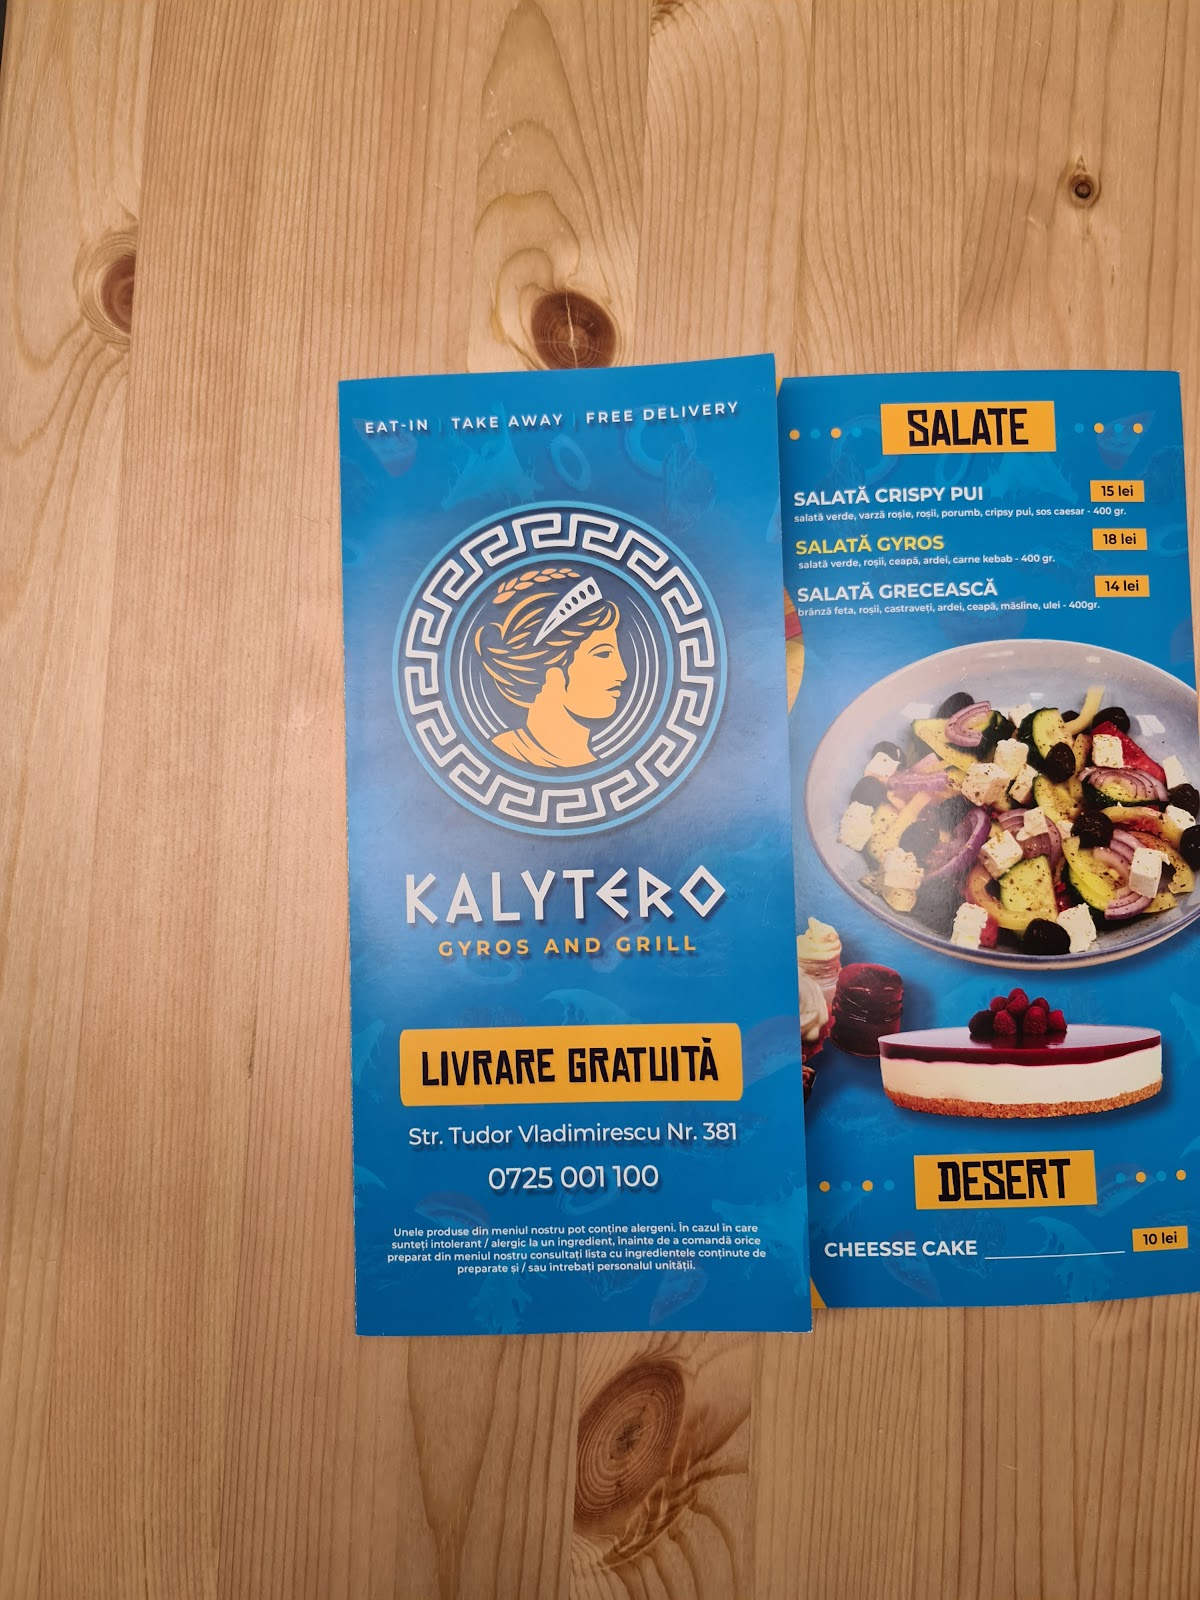 EAT-IN | TAKE AWAY | FREE DELIVERY
KALYTERO
GYROS AND GRILL
LIVRARE GRATUITĂ
Str. Tudor Vladimirescu Nr. 381
0725 001 100
Unele produse din meniul nostru pot conține alergeni. În cazul în care
sunteți intolerant / alergic la un ingredient, înainte de a comandă orice
preparat din meniul nostru consultați lista cu ingredientele conținute de
preparate și / sau întrebați personalul unității.
SALATE
SALATĂ CRISPY PUI 15 lei
salată verde, varză roșie, roșii, porumb, cripsy pui, sos caesar - 400 gr.
SALATĂ GYROS 18 lei
salată verde, roșii, ceapă, ardei, carne kebab - 400 gr.
SALATĂ GRECEASCĂ 14 lei
brânză feta, roșii, castraveți, ardei, ceapă, măsline, ulei - 400gr.
DESERT
CHEESSE CAKE 10 lei